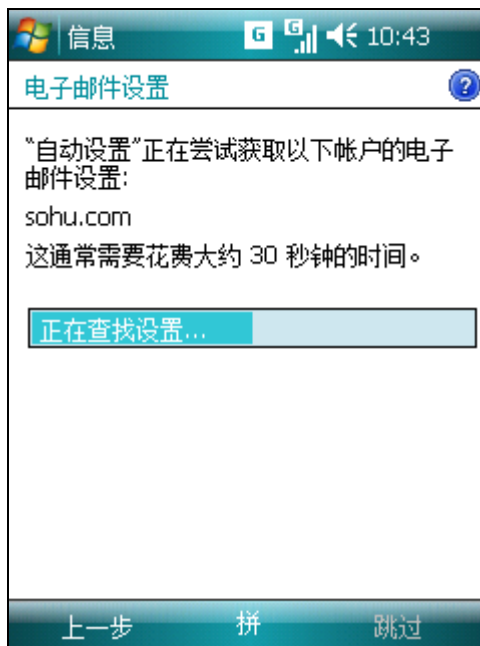 信息 G G 10:43
电子邮件设置 ?
“自动设置”正在尝试获取以下帐户的电子
邮件设置:
sohu.com
这通常需要花费大约 30 秒钟的时间。
正在查找设置...
上一步 拼 跳过